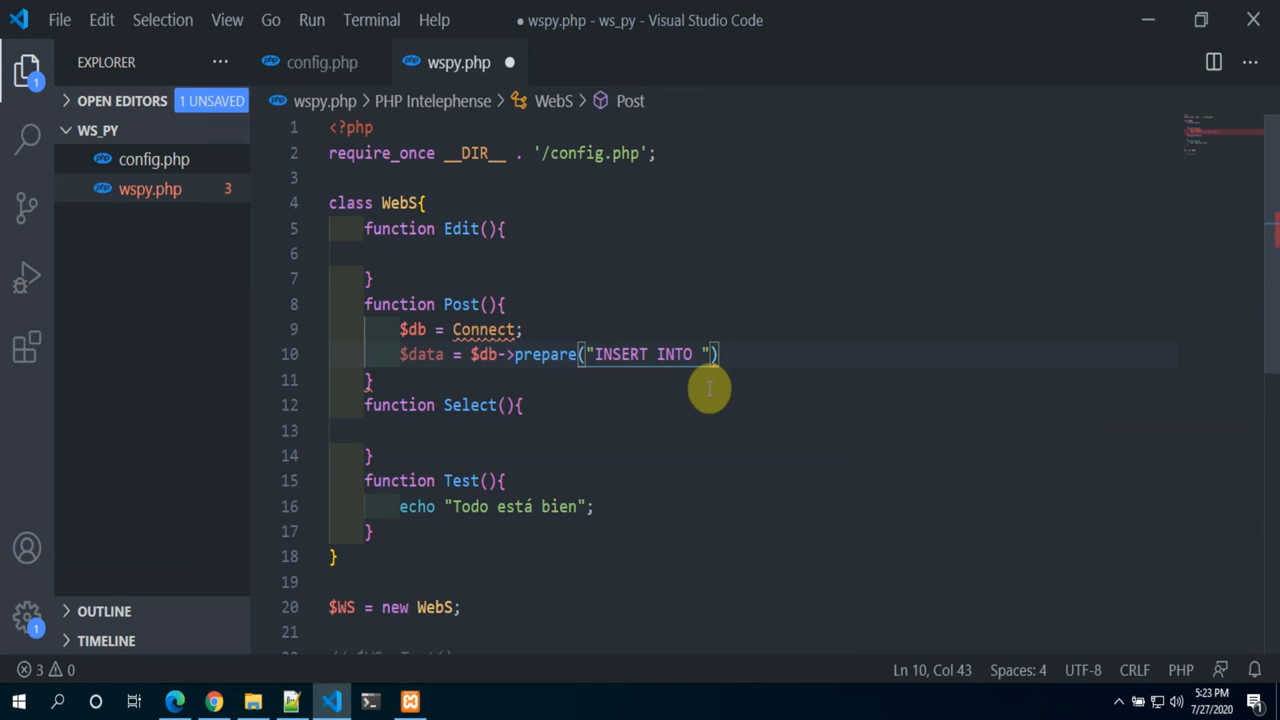 File Edit Selection View Go Run Terminal Help
● wspy.php - ws_py - Visual Studio Code
EXPLORER ...
config.php
wspy.php ●
OPEN EDITORS 1 UNSAVED
WS_PY
config.php
wspy.php 3
OUTLINE
TIMELINE
1
1
wspy.php > PHP Intelephense > WebS > Post
1 <?php
2 require_once __DIR__ . '/config.php';
3
4 class WebS{
5 function Edit(){
6
7 }
8 function Post(){
9 $db = Connect;
10 $data = $db->prepare("INSERT INTO ")
11 }
12 function Select(){
13
14 }
15 function Test(){
16 echo "Todo está bien";
17 }
18 }
19
20 $WS = new WebS;
21
3 0
Ln 10, Col 43 Spaces: 4 UTF-8 CRLF PHP
5:23 PM
7/27/2020
1